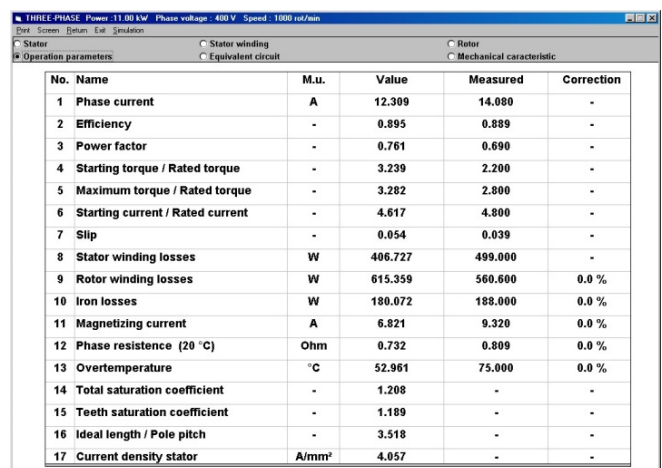 THREE-PHASE Power :11.00 kW Phase voltage : 400 V Speed : 1000 rot/min
Print Screen Return Exit Simulation
Stator Stator winding Rotor
Operation parameters Equivalent circuit Mechanical caracteristic
No. Name M.u. Value Measured Correction
1 Phase current A 12.309 14.080 -
2 Efficiency - 0.895 0.889 -
3 Power factor - 0.761 0.690 -
4 Starting torque / Rated torque - 3.239 2.200 -
5 Maximum torque / Rated torque - 3.282 2.800 -
6 Starting current / Rated current - 4.617 4.800 -
7 Slip - 0.054 0.039 -
8 Stator winding losses W 406.727 499.000 -
9 Rotor winding losses W 615.359 560.600 0.0 %
10 Iron losses W 180.072 188.000 0.0 %
11 Magnetizing current A 6.821 9.320 0.0 %
12 Phase resistence (20 °C) Ohm 0.732 0.809 0.0 %
13 Overtemperature °C 52.961 75.000 0.0 %
14 Total saturation coefficient - 1.208 - -
15 Teeth saturation coefficient - 1.189 - -
16 Ideal length / Pole pitch - 3.518 - -
17 Current density stator A/mm² 4.057 - -